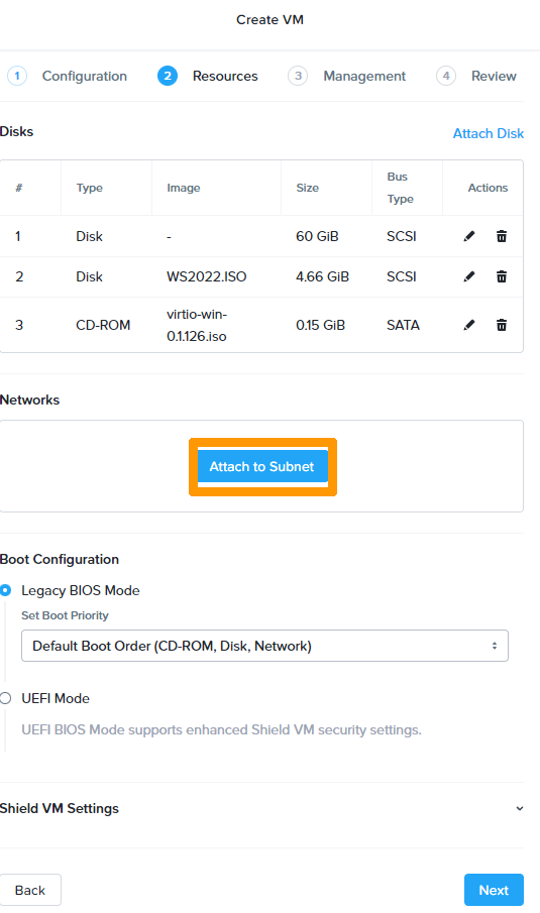 Create VM
1 Configuration 2 Resources 3 Management 4 Review
Disks Attach Disk
# Type Image Size Bus Type Actions
1 Disk - 60 GiB SCSI
2 Disk WS2022.ISO 4.66 GiB SCSI
3 CD-ROM virtio-win-0.1.126.iso 0.15 GiB SATA
Networks
Attach to Subnet
Boot Configuration
Legacy BIOS Mode
Set Boot Priority
Default Boot Order (CD-ROM, Disk, Network)
UEFI Mode
UEFI BIOS Mode supports enhanced Shield VM security settings.
Shield VM Settings
Back Next